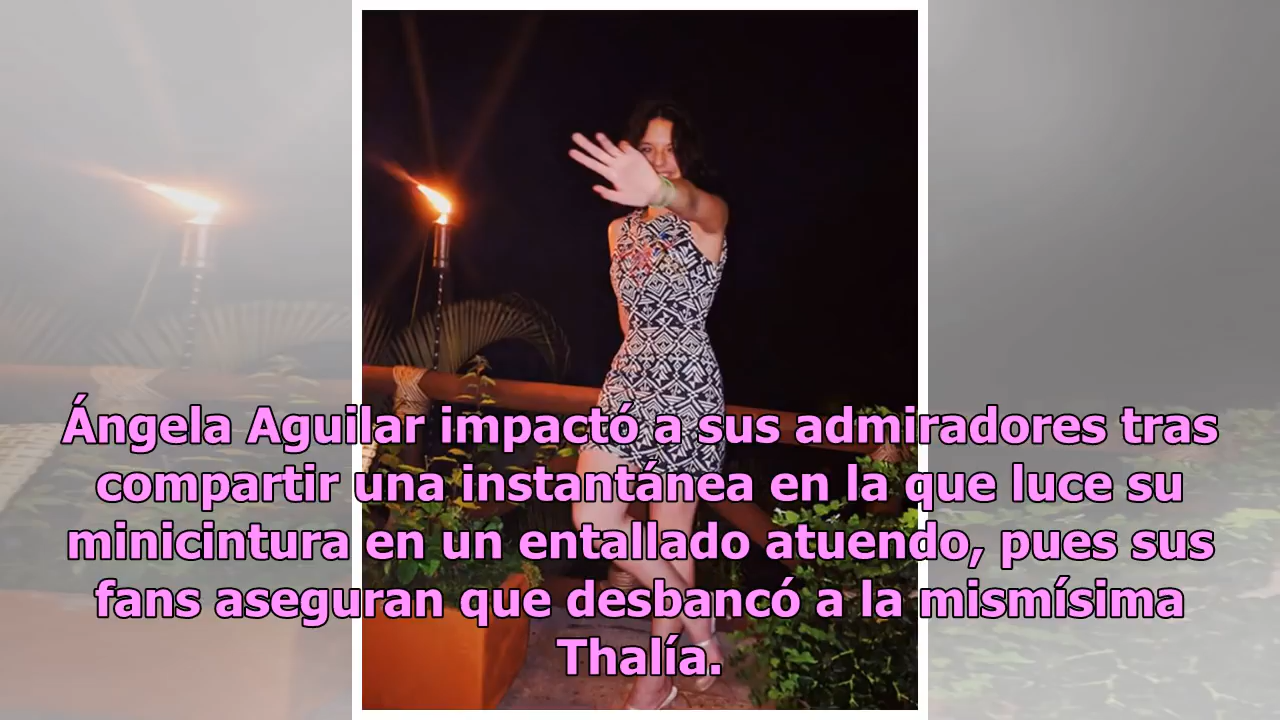 Ángela Aguilar impactó a sus admiradores tras
compartir una instantánea en la que luce su
minicintura en un entallado atuendo, pues sus
fans aseguran que desbancó a la mismísima
Thalía.